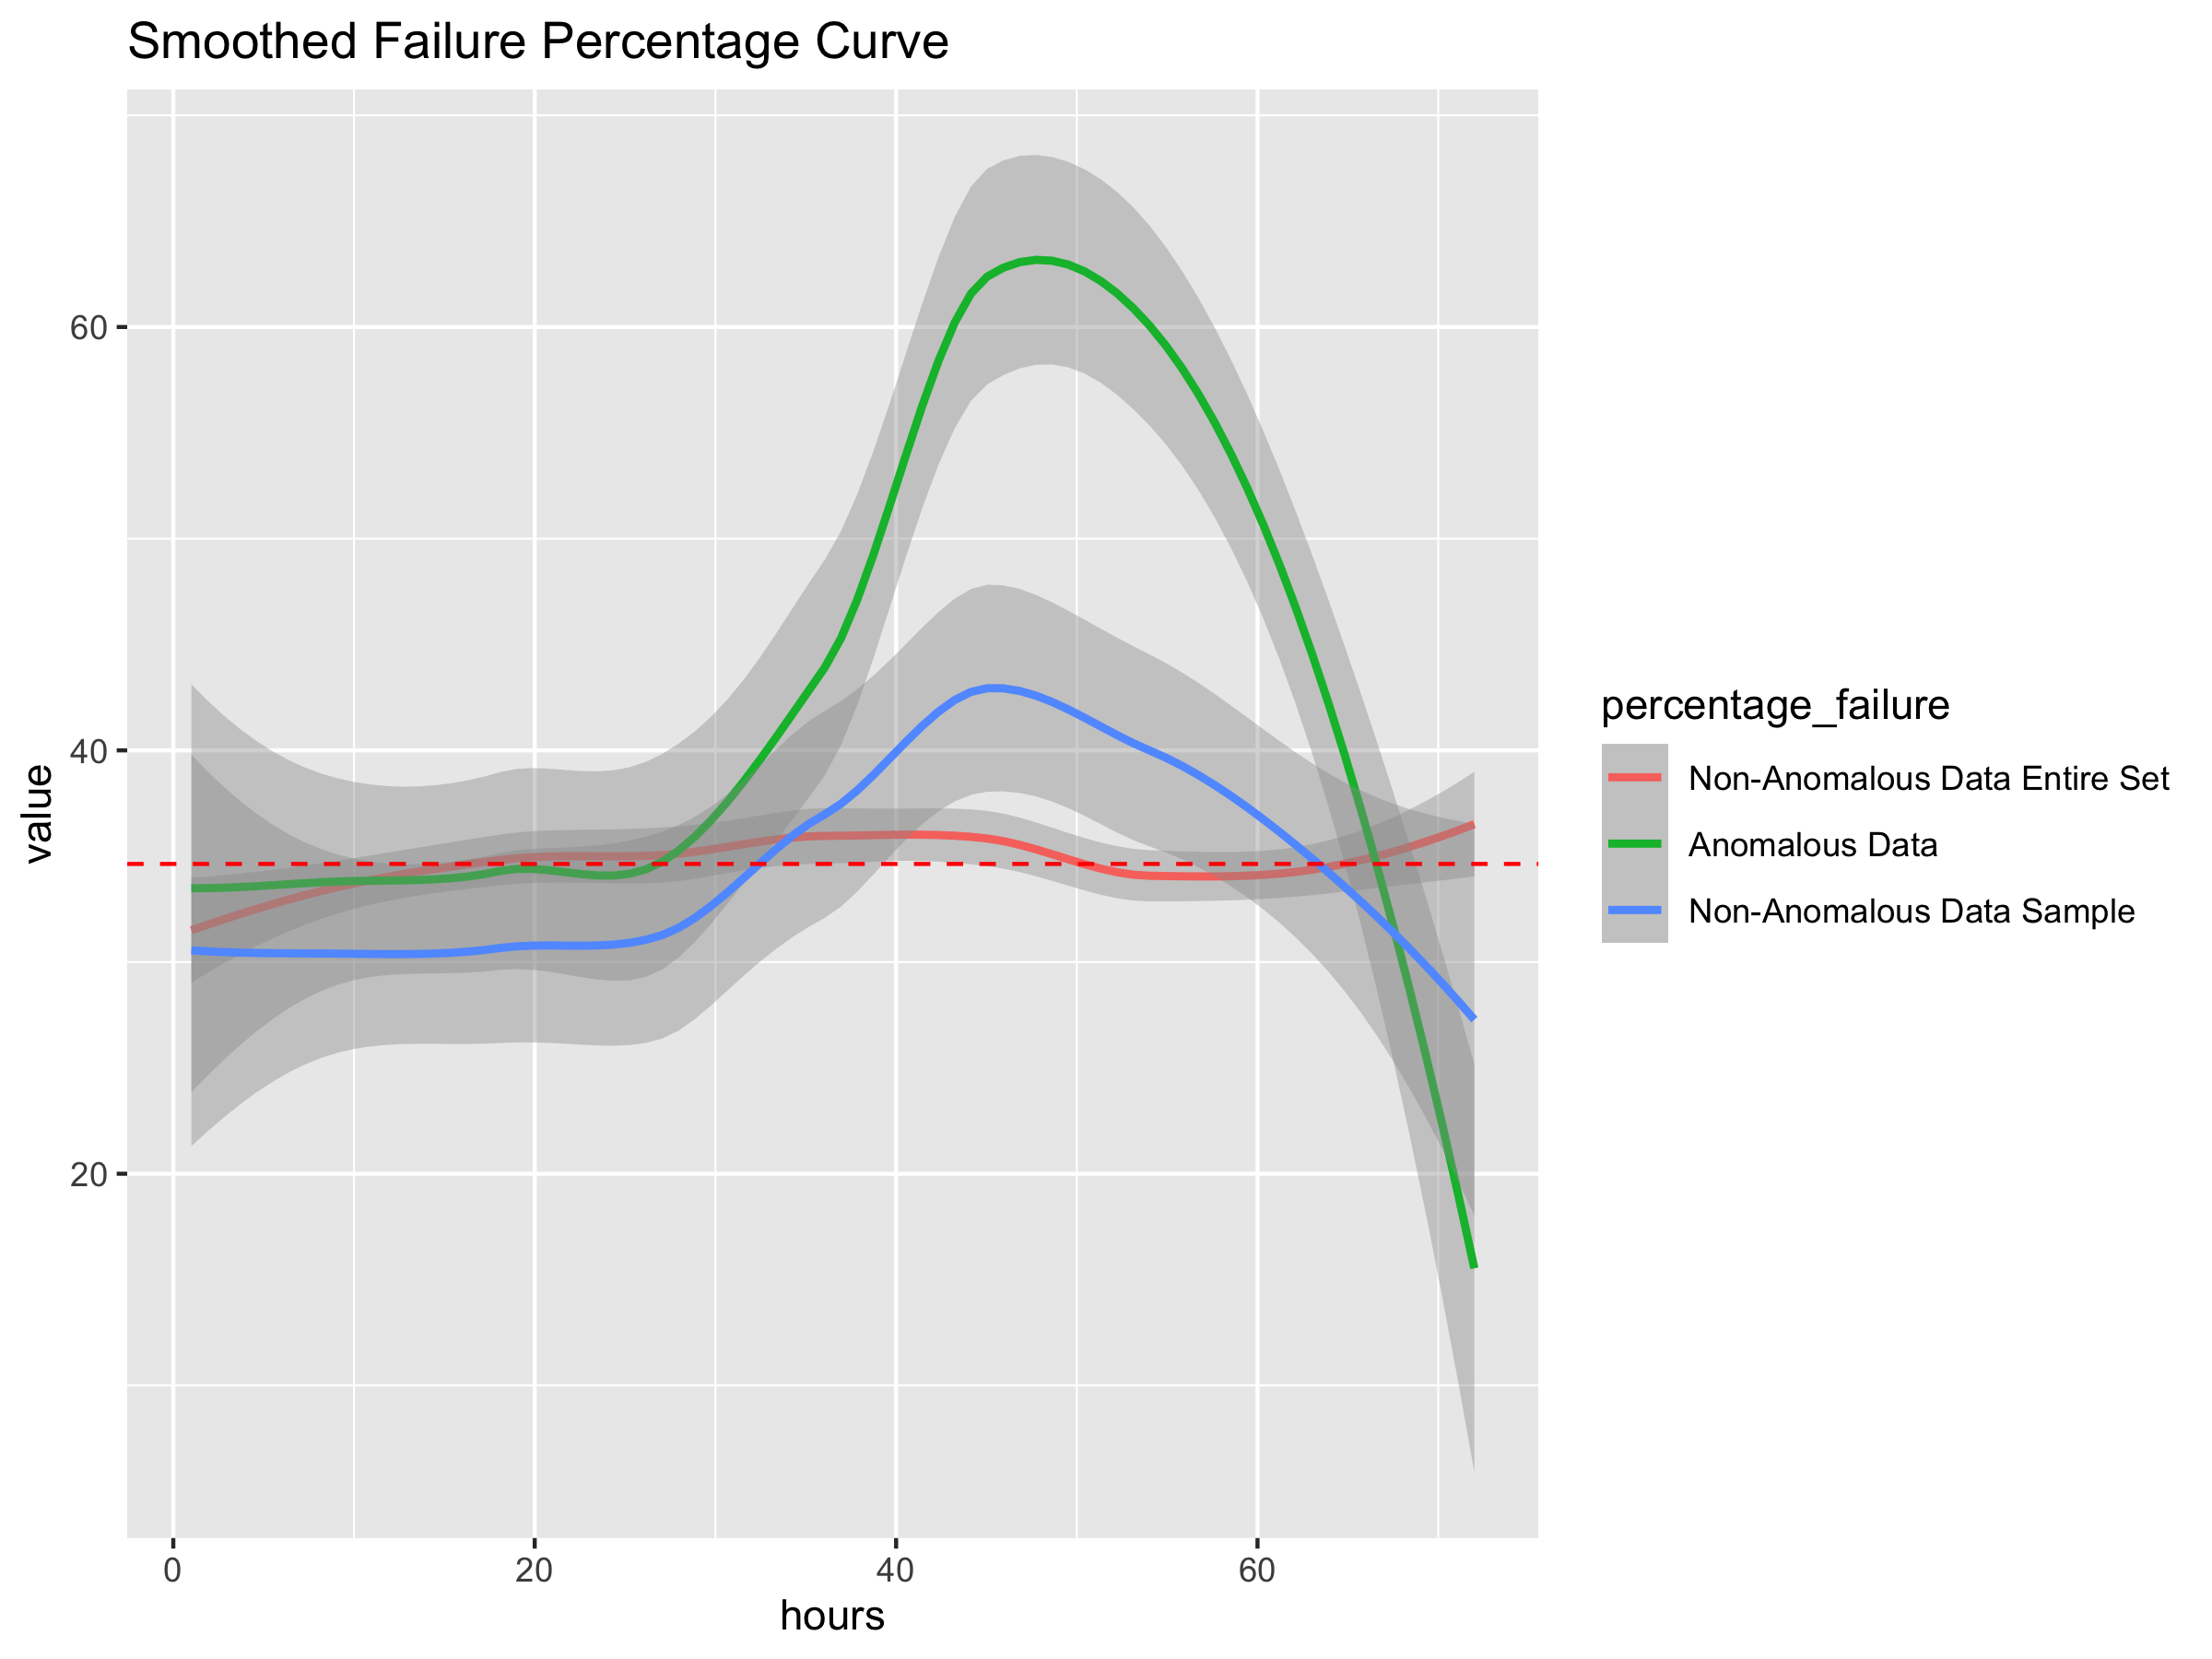 Smoothed Failure Percentage Curve
value
60
40
20
0
20
40
60
hours
percentage_failure
Non-Anomalous Data Entire Set
Anomalous Data
Non-Anomalous Data Sample